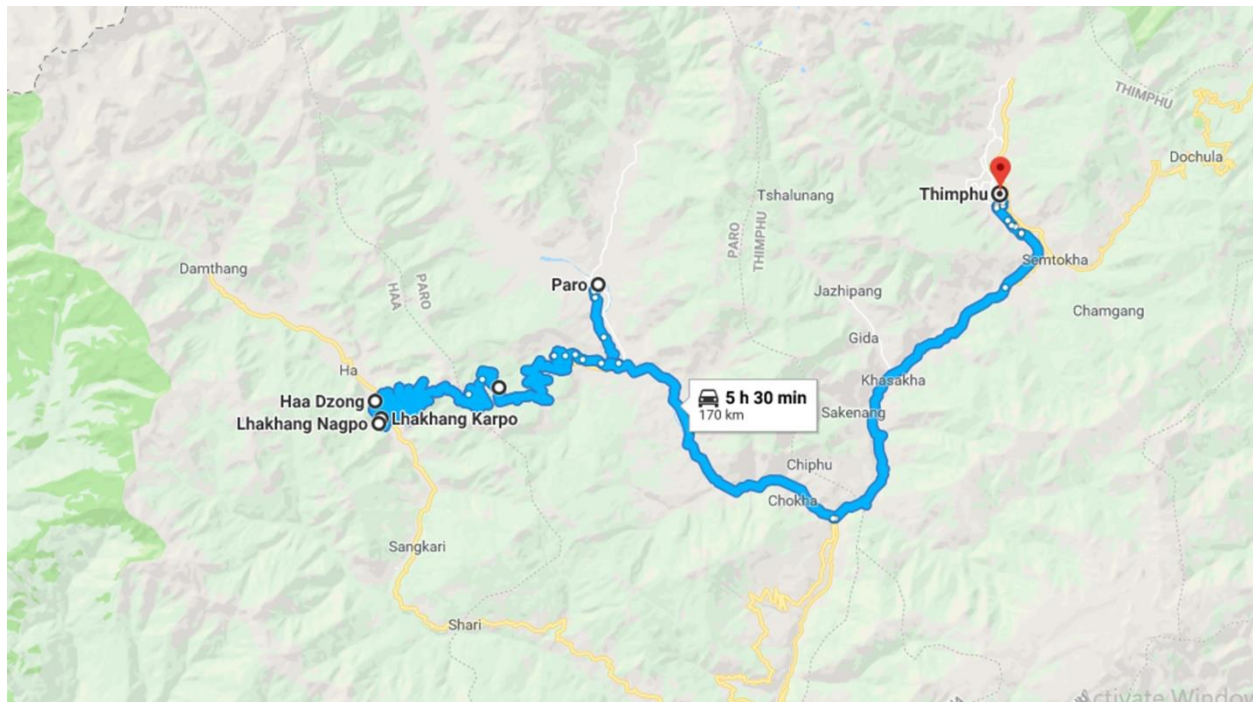 THIMPHU
Dochula
Tshalunang
Thimphu
PARO
THIMPHU
Semtokha
Damthang
PARO
HAA
Paro
Jazhipang
Chamgang
Gida
Ha
Khasakha
5 h 30 min
170 km
Haa Dzong
Lhakhang Karpo
Lhakhang Nagpo
Sakenang
Chiphu
Chokha
Sangkari
Shari
PARO
Activate Window